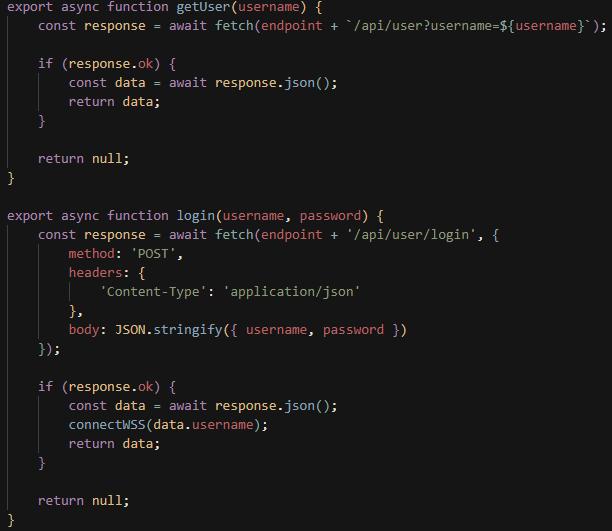 export async function getUser(username) {
    const response = await fetch(endpoint + `/api/user?username=${username}`);

    if (response.ok) {
        const data = await response.json();
        return data;
    }

    return null;
}

export async function login(username, password) {
    const response = await fetch(endpoint + '/api/user/login', {
        method: 'POST',
        headers: {
            'Content-Type': 'application/json'
        },
        body: JSON.stringify({ username, password })
    });

    if (response.ok) {
        const data = await response.json();
        connectWSS(data.username);
        return data;
    }

    return null;
}